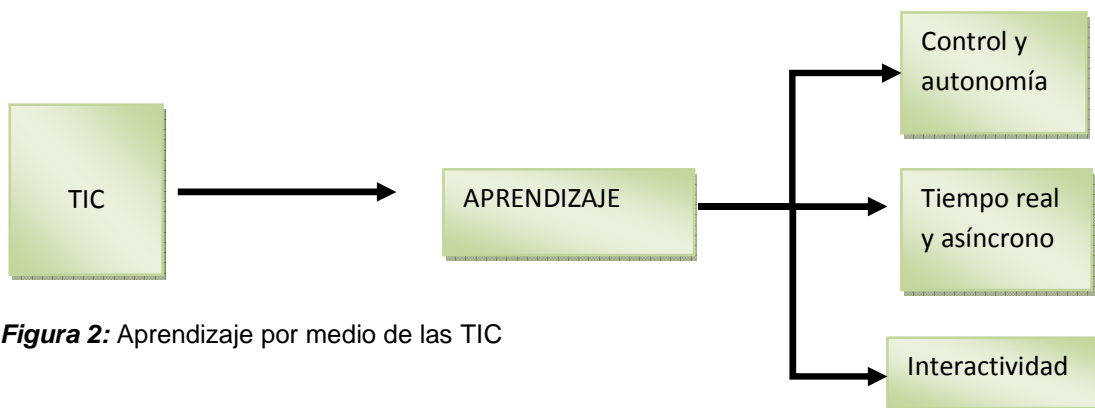 TIC
APRENDIZAJE
Control y
autonomía
Tiempo real
y asíncrono
Interactividad
Figura 2: Aprendizaje por medio de las TIC